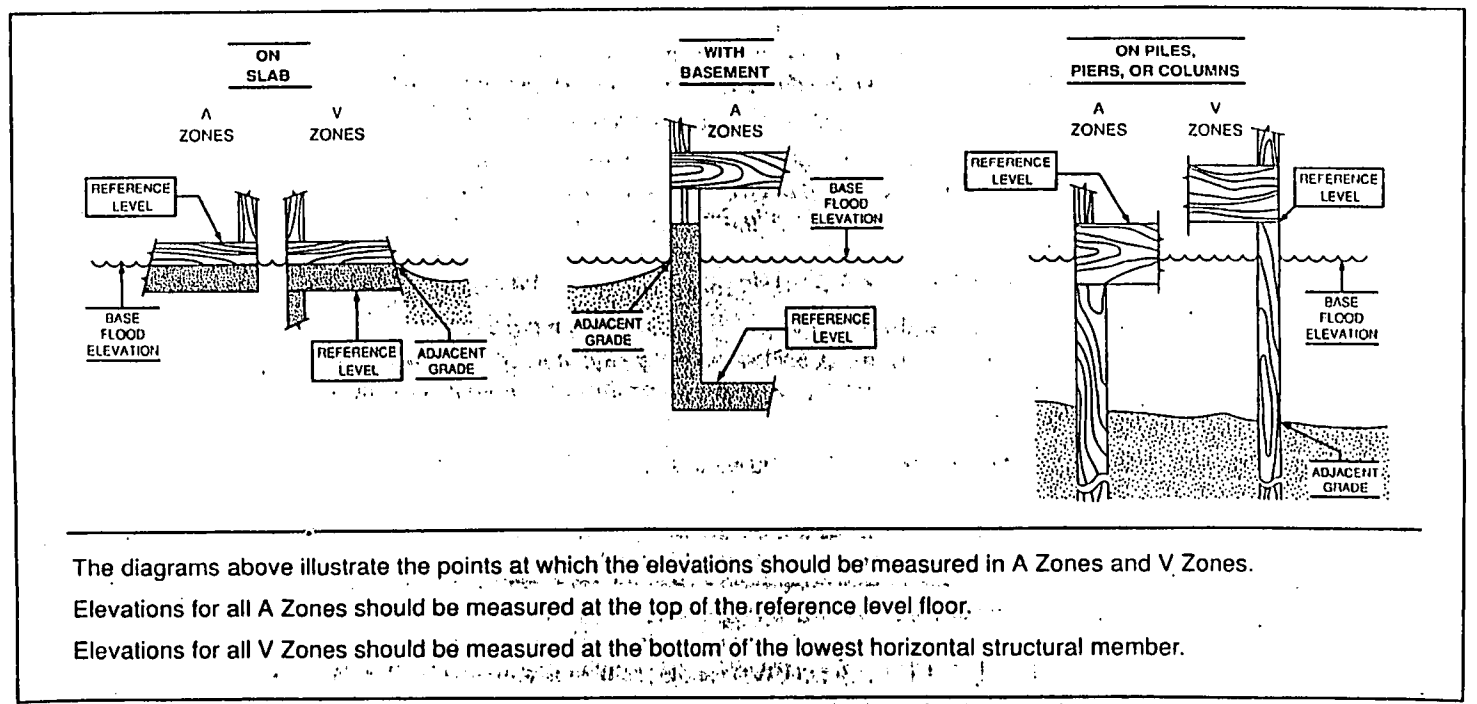 ON
SLAB
A
ZONES
V
ZONES
REFERENCE
LEVEL
BASE
FLOOD
ELEVATION
REFERENCE
LEVEL
ADJACENT
GRADE
WITH
BASEMENT
A
ZONES
BASE
FLOOD
ELEVATION
ADJACENT
GRADE
REFERENCE
LEVEL
ON PILES,
PIERS, OR COLUMNS
A
ZONES
V
ZONES
REFERENCE
LEVEL
REFERENCE
LEVEL
BASE
FLOOD
ELEVATION
ADJACENT
GRADE
The diagrams above illustrate the points at which the elevations should be measured in A Zones and V Zones.
Elevations for all A Zones should be measured at the top of the reference level floor.
Elevations for all V Zones should be measured at the bottom of the lowest horizontal structural member.